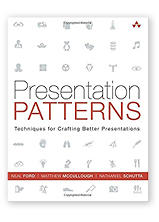 Presentation
PATTERNS
Techniques for Crafting Better Presentations
NEAL FORD / MATTHEW MCCULLOUGH / NATHANIEL SCHUTTA